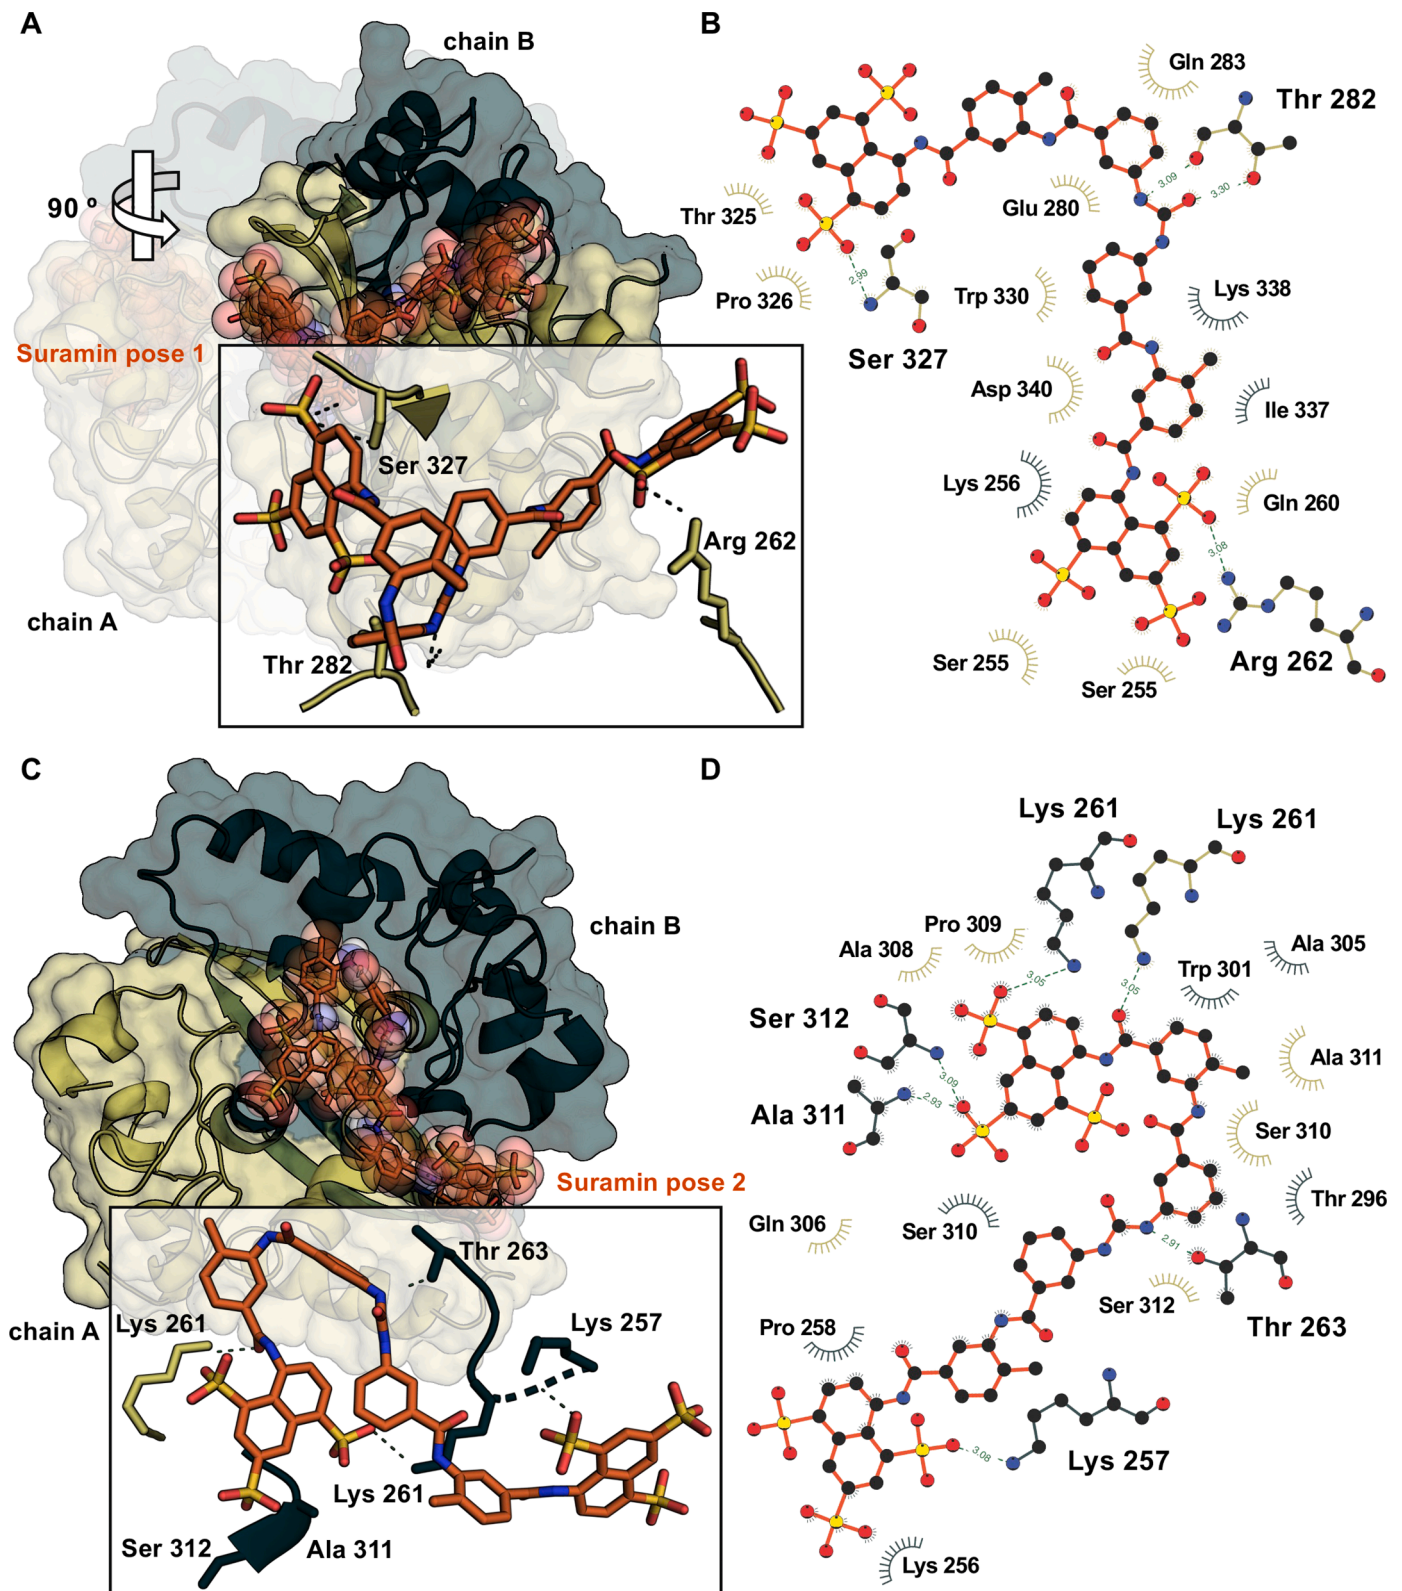 A
chain B
90 º
Suramin pose 1
Ser 327
Arg 262
chain A
Thr 282
B
Gln 283
Thr 282
3.09
3.30
Thr 325
Glu 280
2.99
Pro 326
Trp 330
Lys 338
Ser 327
Asp 340
Ile 337
Lys 256
Gln 260
3.08
Ser 255
Ser 255
Arg 262
C
chain B
Suramin pose 2
Thr 263
chain A
Lys 261
Lys 257
Lys 261
Ser 312
Ala 311
D
Lys 261
Lys 261
Pro 309
Ala 308
Ala 305
Trp 301
3.05
3.05
Ser 312
3.09
2.93
Ala 311
Ala 311
Ser 310
Thr 296
Gln 306
Ser 310
2.91
Ser 312
Thr 263
Pro 258
3.08
Lys 257
Lys 256